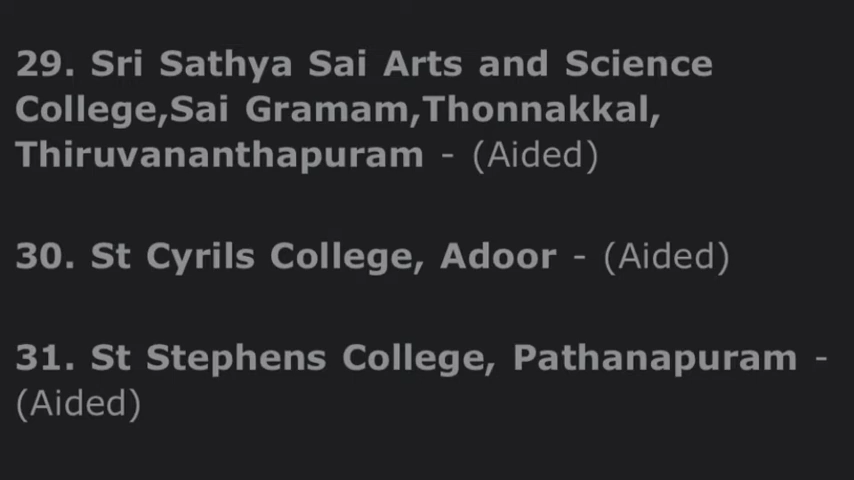 29. Sri Sathya Sai Arts and Science
College,Sai Gramam,Thonnakkal,
Thiruvananthapuram - (Aided)
30. St Cyrils College, Adoor - (Aided)
31. St Stephens College, Pathanapuram -
(Aided)